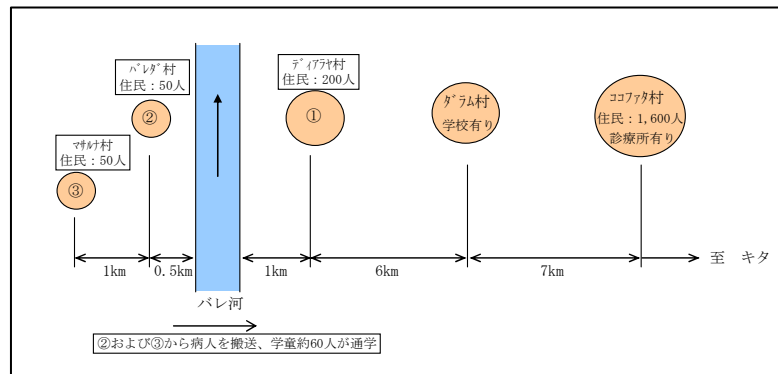 ﾊﾞﾚﾀﾞ村
住民：50人
②
ﾏｻﾙﾅ村
住民：50人
③
ﾃﾞｨｱﾗﾔ村
住民：200人
①
ﾀﾞﾗﾑ村
学校有り
ｺｺﾌｧﾀ村
住民：1,600人
診療所有り
1km
0.5km
1km
6km
7km
至 キタ
バレ河
②および③から病人を搬送、学童約60人が通学